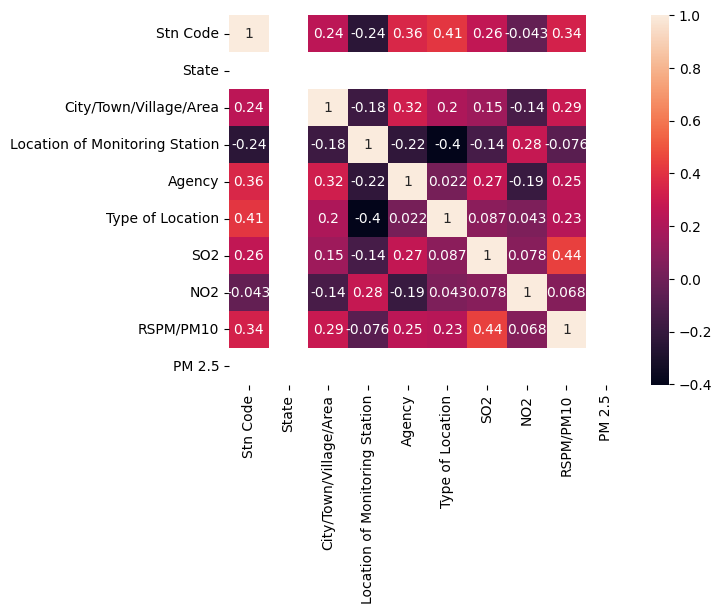 Stn Code 1 0.24 -0.24 0.36 0.41 0.26 -0.043 0.34
State
City/Town/Village/Area 0.24 1 -0.18 0.32 0.2 0.15 -0.14 0.29
Location of Monitoring Station -0.24 -0.18 1 -0.22 -0.4 -0.14 0.28 -0.076
Agency 0.36 0.32 -0.22 1 0.022 0.27 -0.19 0.25
Type of Location 0.41 0.2 -0.4 0.022 1 0.087 0.043 0.23
SO2 0.26 0.15 -0.14 0.27 0.087 1 0.078 0.44
NO2 -0.043 -0.14 0.28 -0.19 0.043 0.078 1 0.068
RSPM/PM10 0.34 0.29 -0.076 0.25 0.23 0.44 0.068 1
PM 2.5
Stn Code
State
City/Town/Village/Area
Location of Monitoring Station
Agency
Type of Location
SO2
NO2
RSPM/PM10
PM 2.5
1.0
0.8
0.6
0.4
0.2
0.0
−0.2
−0.4